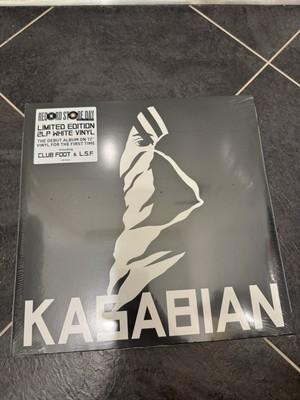 RECORD STORE DAY
LIMITED EDITION
2LP WHITE VINYL
THE DEBUT ALBUM ON 12"
VINYL FOR THE FIRST TIME
including
CLUB FOOT & L.S.F.
KASABIAN